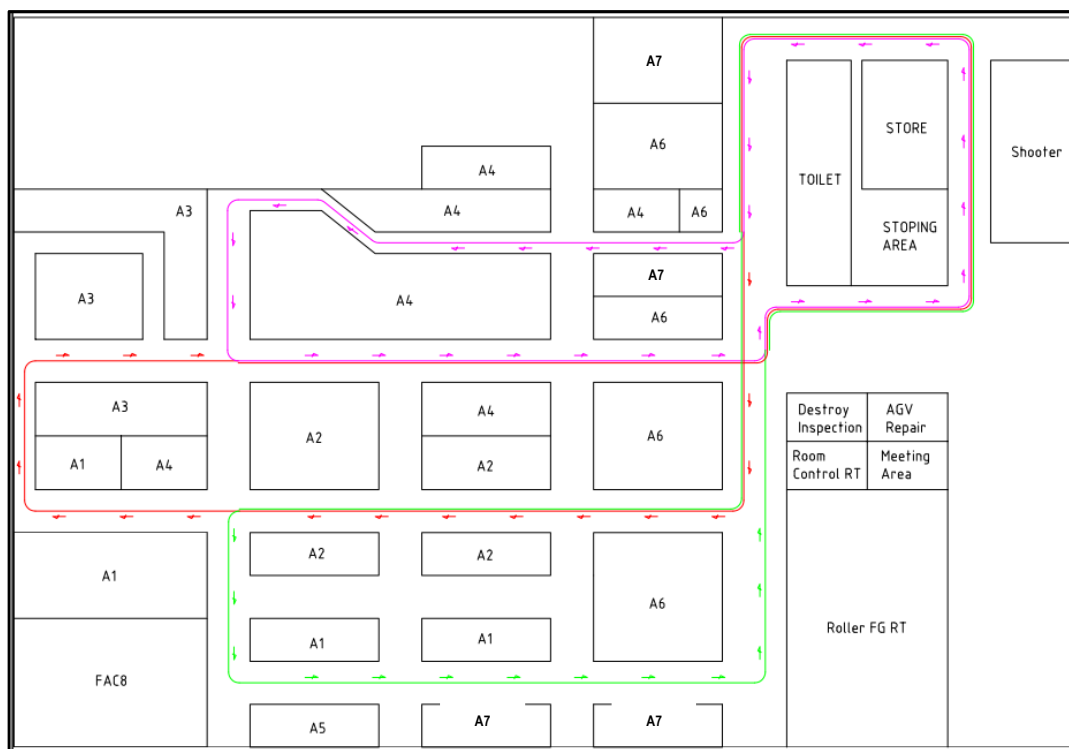 A7
A6
A4
A4
A6
A3
A4
STORE
TOILET
Shooter
STOPING
AREA
A3
A4
A7
A6
A3
A1
A4
A2
A4
A2
A6
Destroy
Inspection
AGV
Repair
Room
Control RT
Meeting
Area
A1
FAC8
A2
A2
A6
A1
A1
Roller FG RT
A5
A7
A7